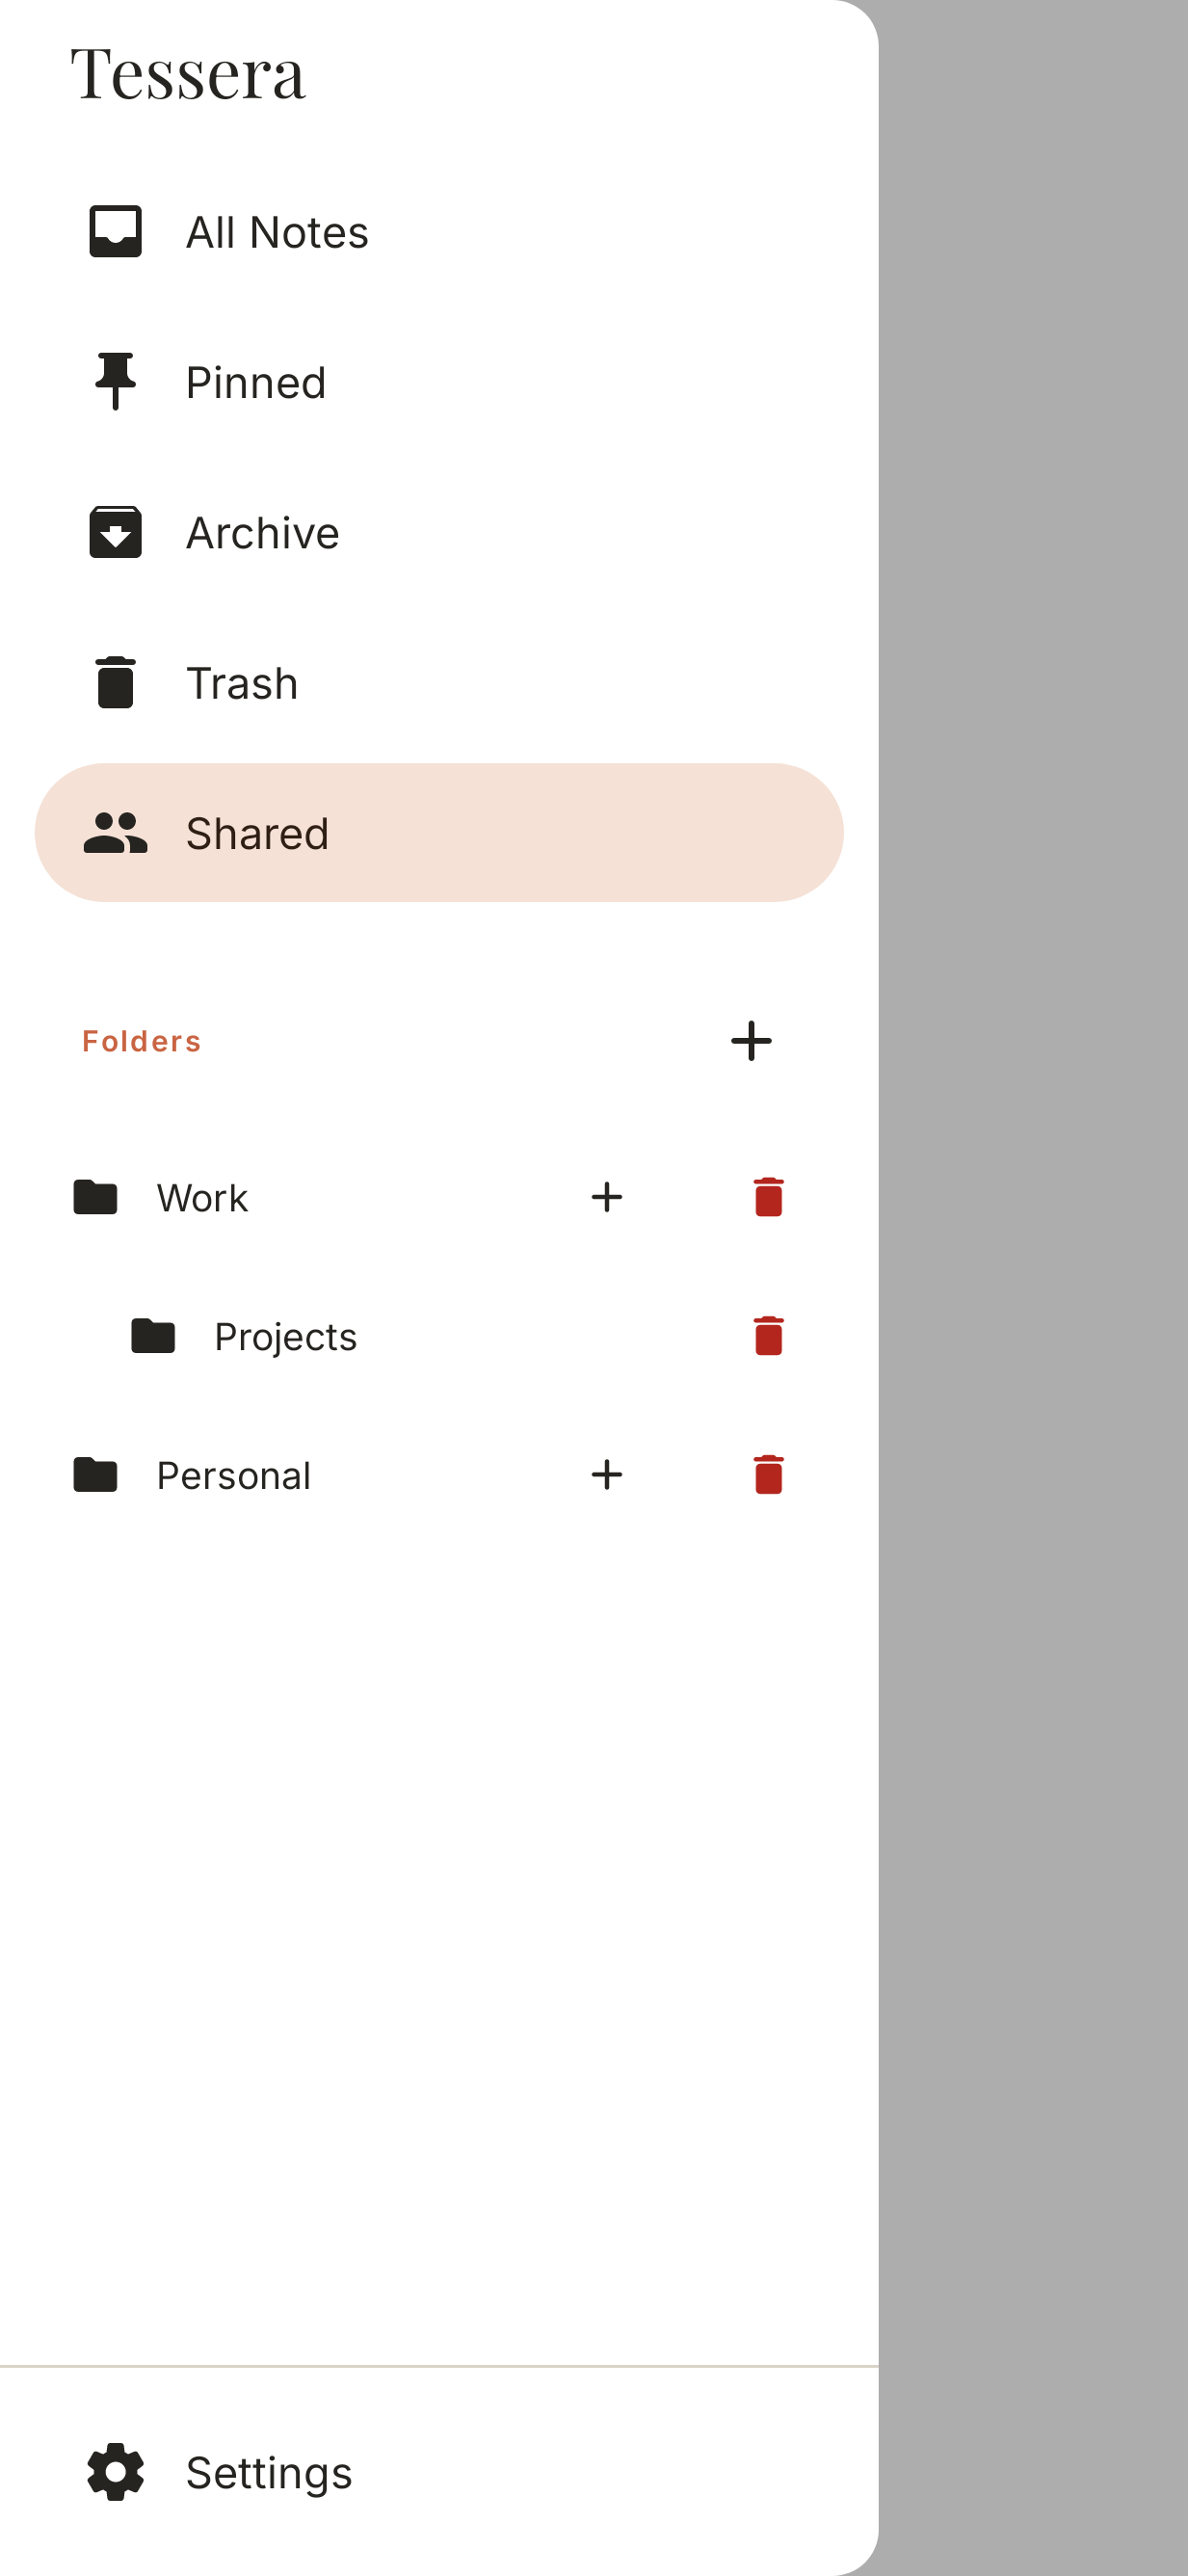 Tessera
All Notes
Pinned
Archive
Trash
Shared
Folders
Work
Projects
Personal
Settings